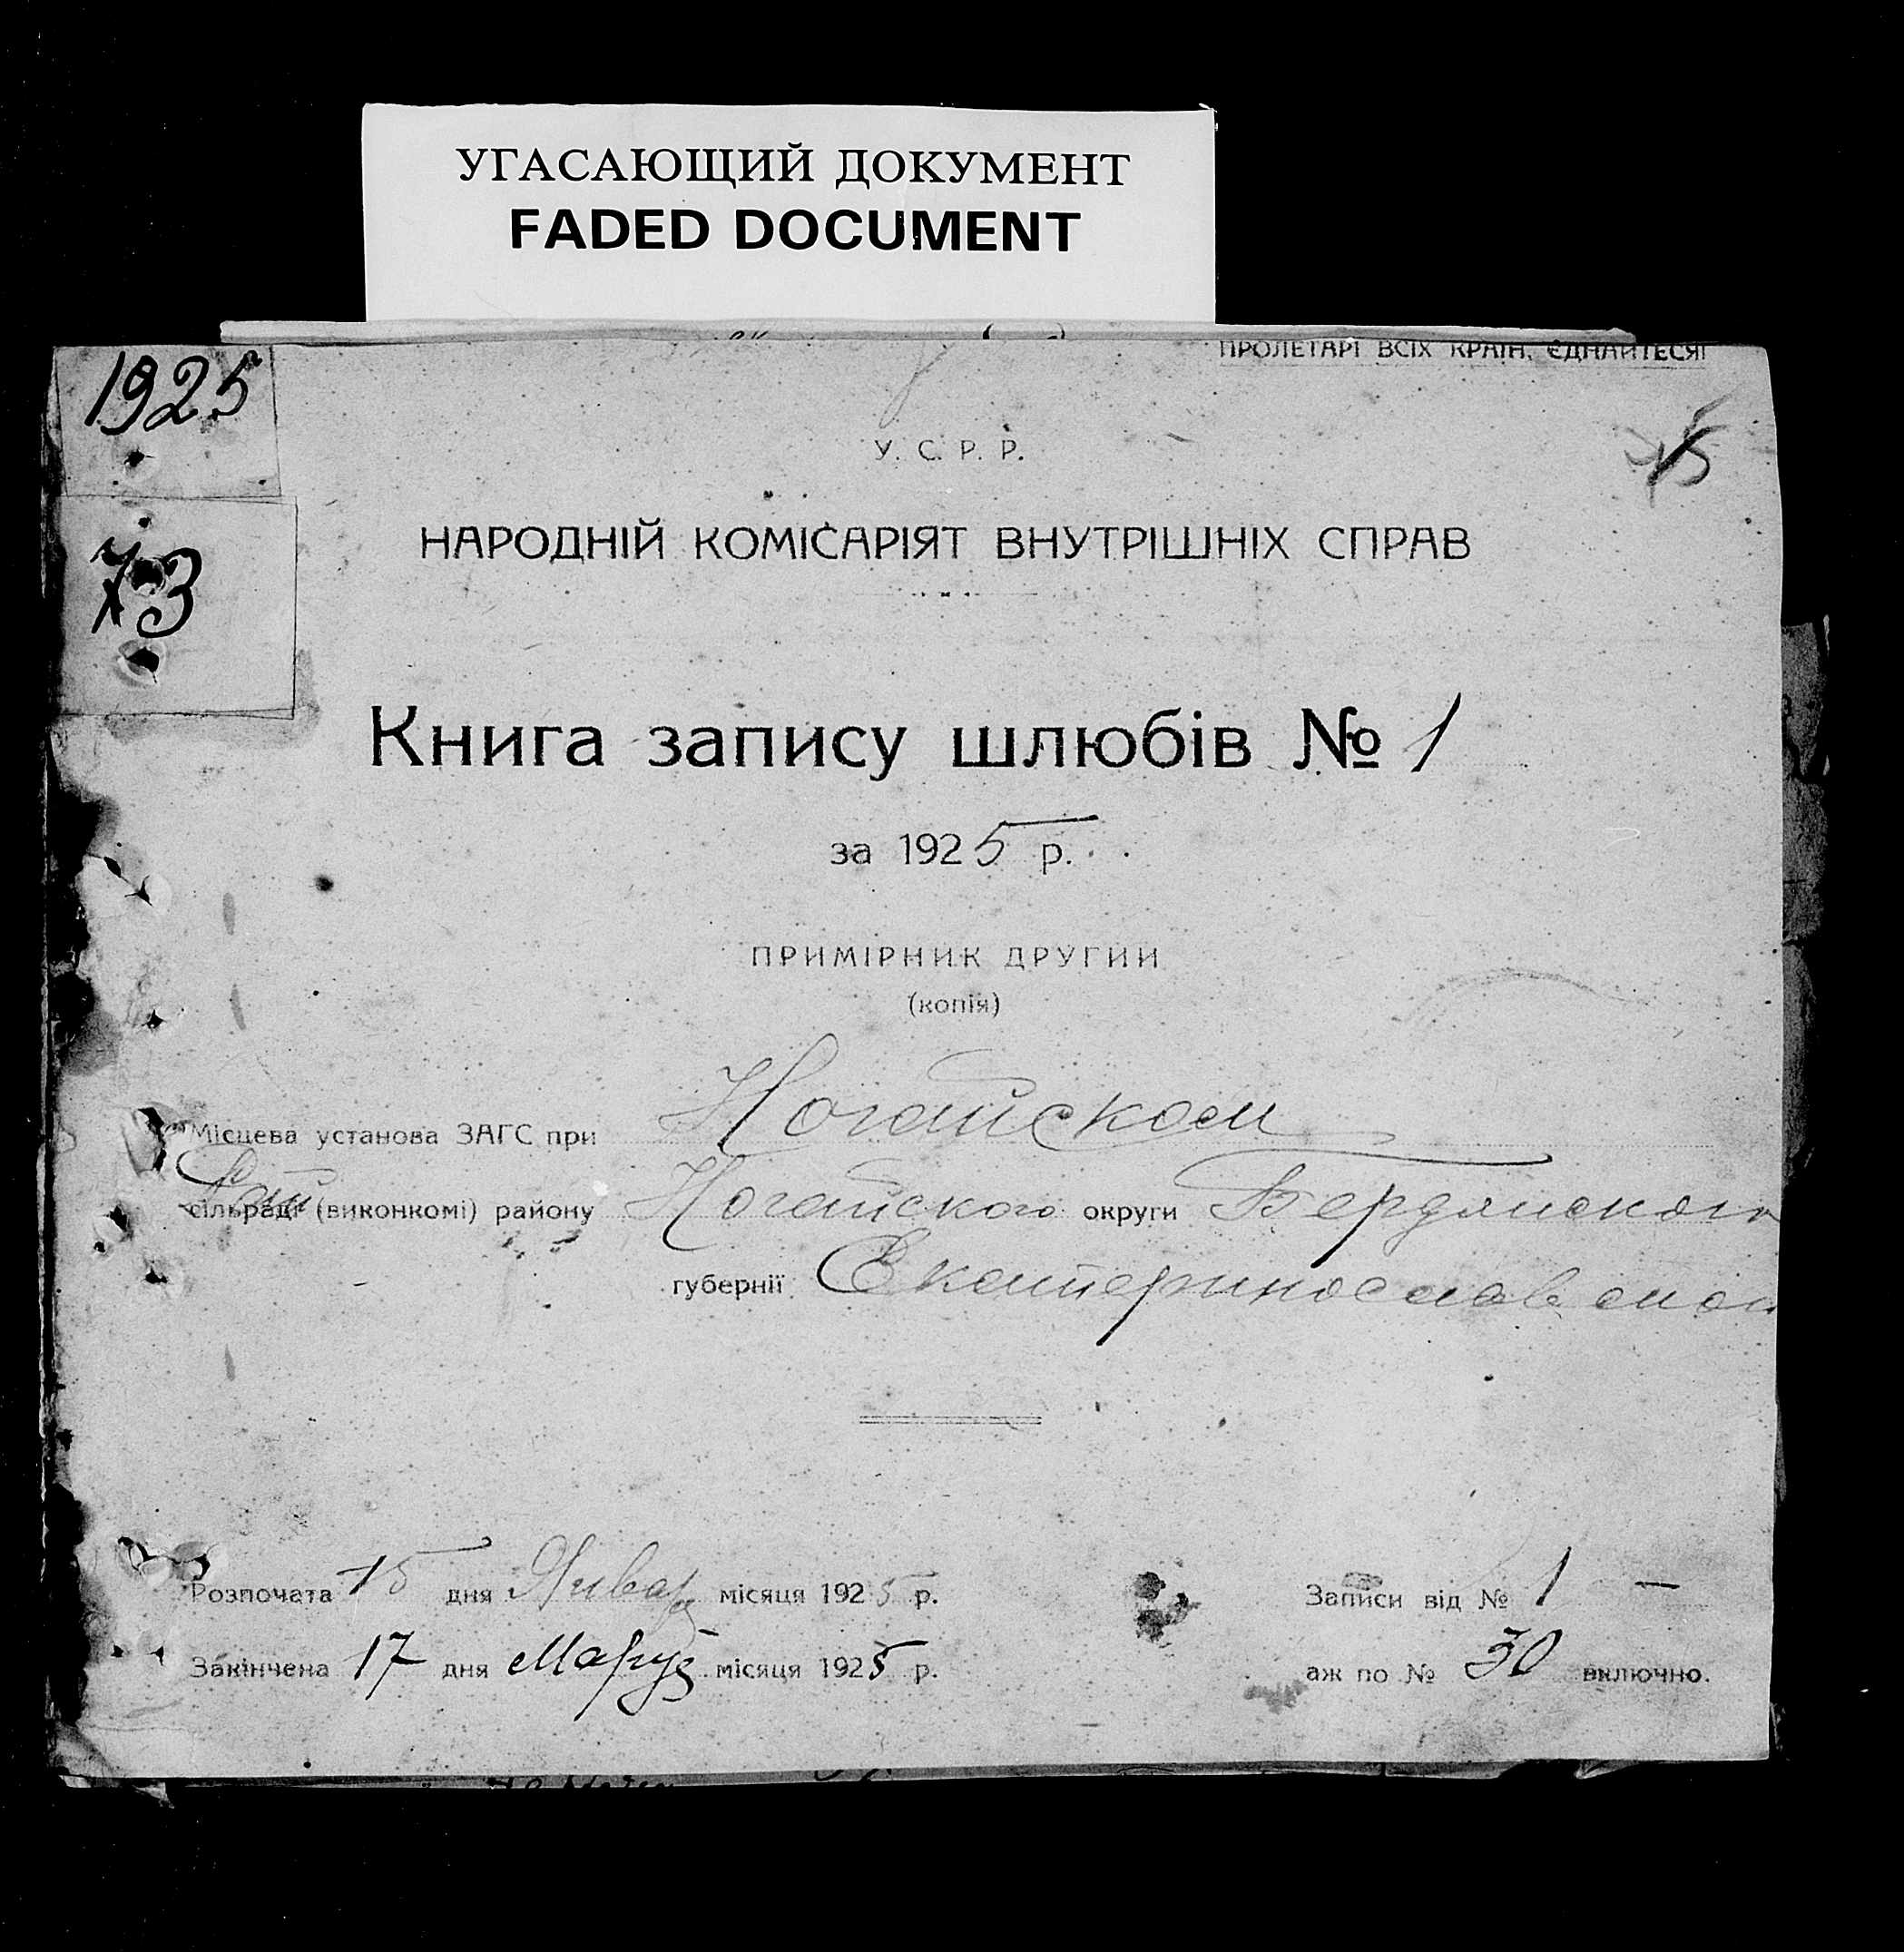 УГАСАЮЩИЙ ДОКУМЕНТ
FADED DOCUMENT
1925
ПРОЛЕТАРІ ВСІХ КРАЇН, ЄДНАЙТЕСЯ!
У. С. Р. Р.
73
НАРОДНІЙ КОМІСАРІЯТ ВНУТРІШНІХ СПРАВ
Книга запису шлюбів № 1
за 1925 р.
ПРИМІРНИК ДРУГИЙ
(копія)
Місцева установа ЗАГС при Ногайском
Рай
сільраді (виконкомі) району Ногайского округи Бердянского
губернії Екатеринославской
Розпочата 15 дня Январ місяця 1925 р.
Записи від № 1 —
Закінчена 17 дня місяця 1925 р.
аж по № 30 включно.